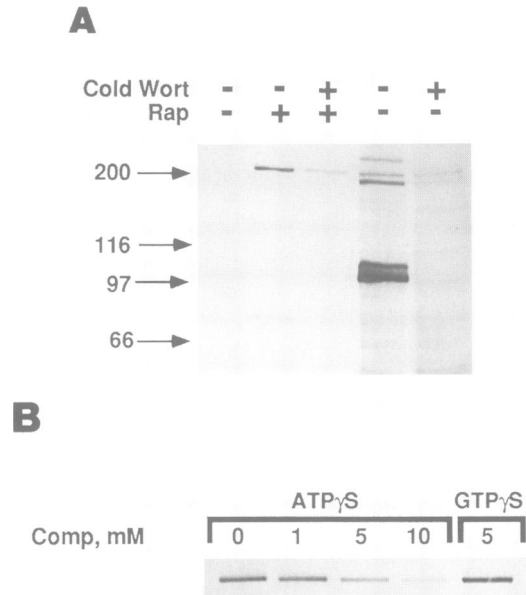 A
Cold Wort - - + - +
Rap - + + - -
200
116
97
66
B
ATPγS GTPγS
Comp, mM 0 1 5 10 5